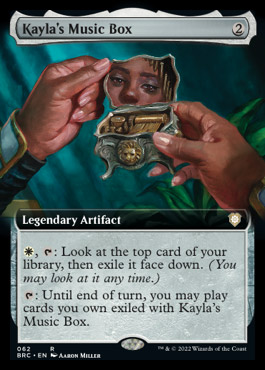 Kayla's Music Box 2
Legendary Artifact
, : Look at the top card of your
library, then exile it face down. (You
may look at it any time.)
: Until end of turn, you may play
cards you own exiled with Kayla's
Music Box.
062 R
BRC • EN AARON MILLER ™ & © 2022 Wizards of the Coast